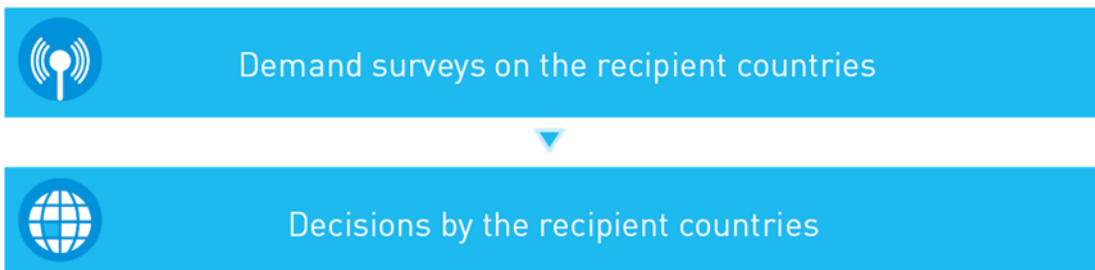 Demand surveys on the recipient countries
Decisions by the recipient countries